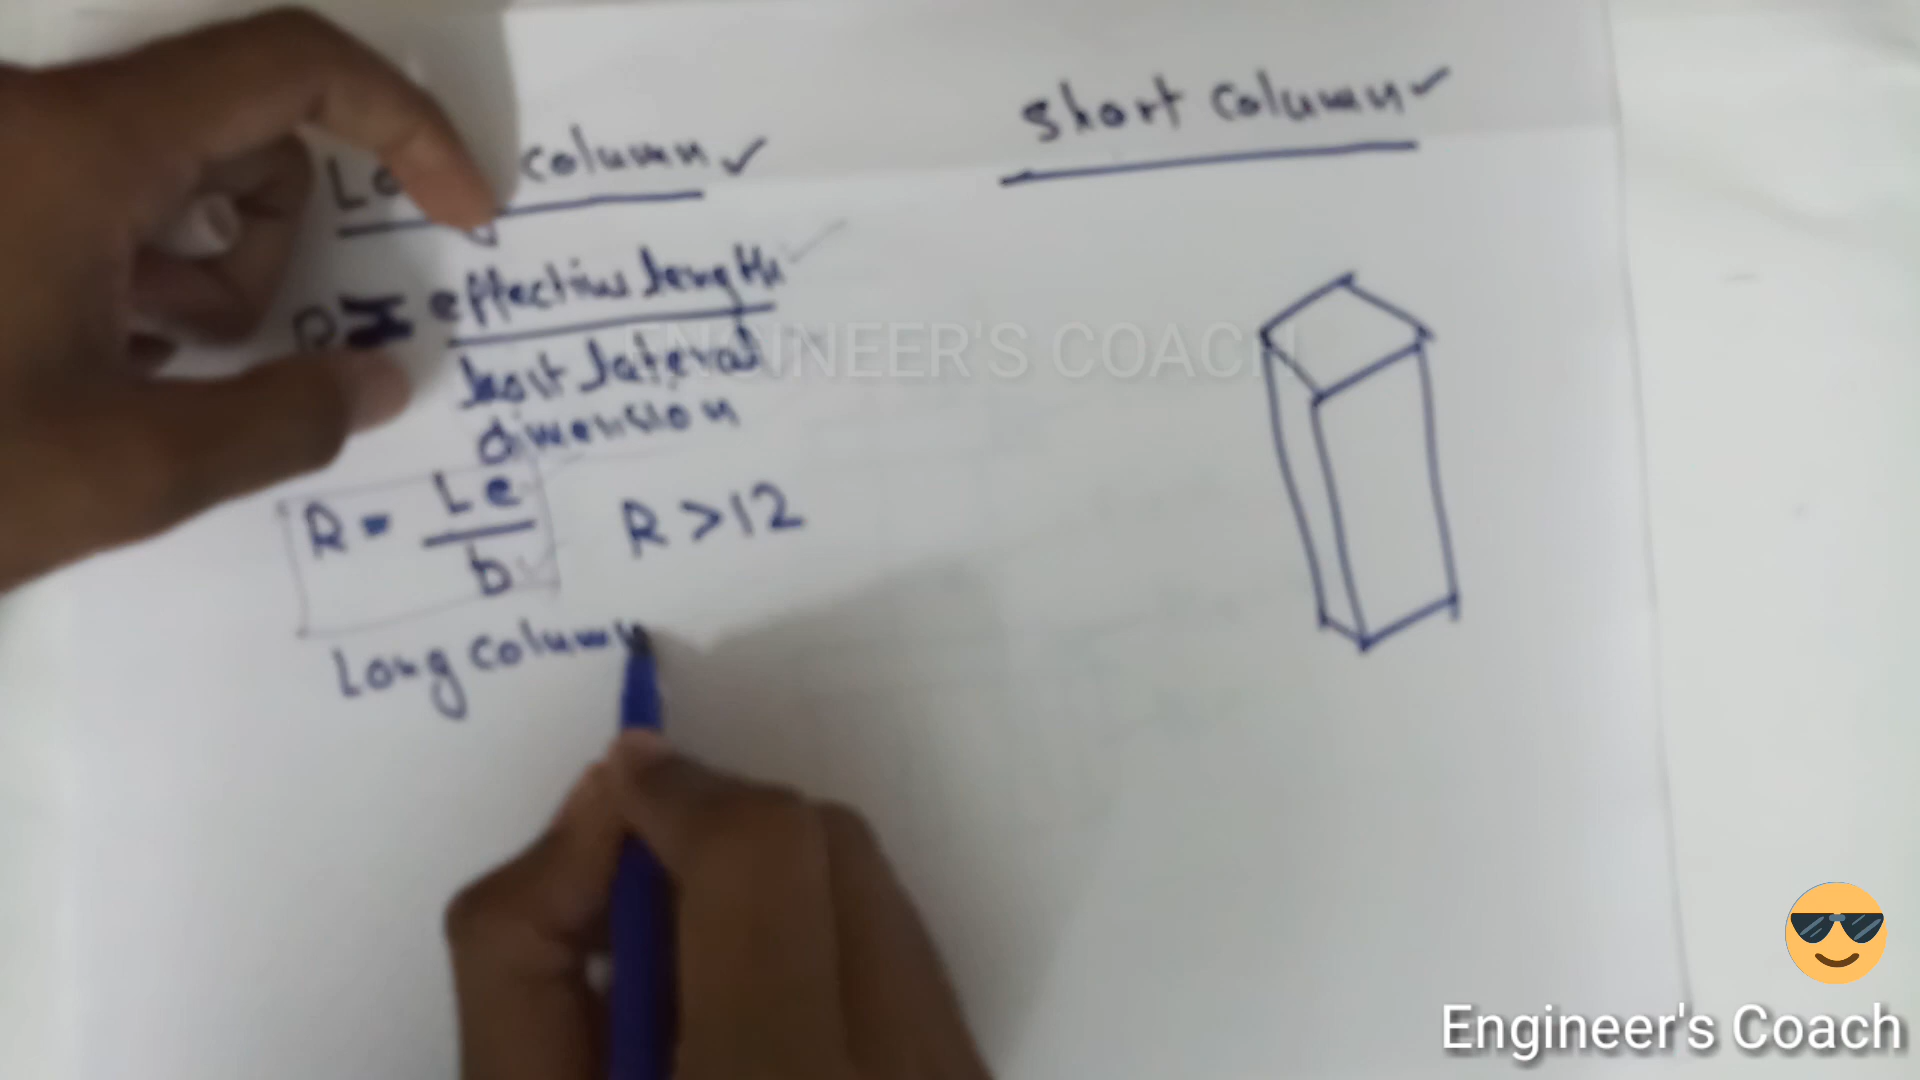 column ✓
short column ✓
effective length
least lateral
dimension
R = Le
b
R > 12
Long column
ENGINEER'S COACH
Engineer's Coach